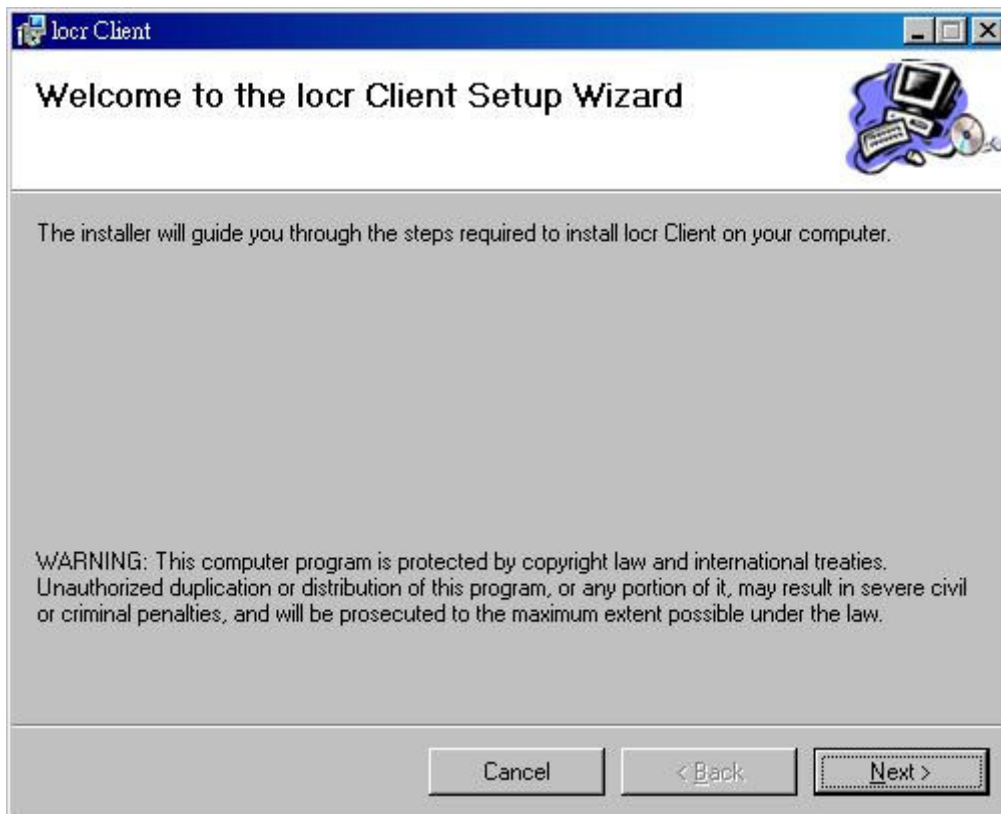 locr Client
Welcome to the locr Client Setup Wizard
The installer will guide you through the steps required to install locr Client on your computer.
WARNING: This computer program is protected by copyright law and international treaties.
Unauthorized duplication or distribution of this program, or any portion of it, may result in severe civil
or criminal penalties, and will be prosecuted to the maximum extent possible under the law.
Cancel < Back Next >